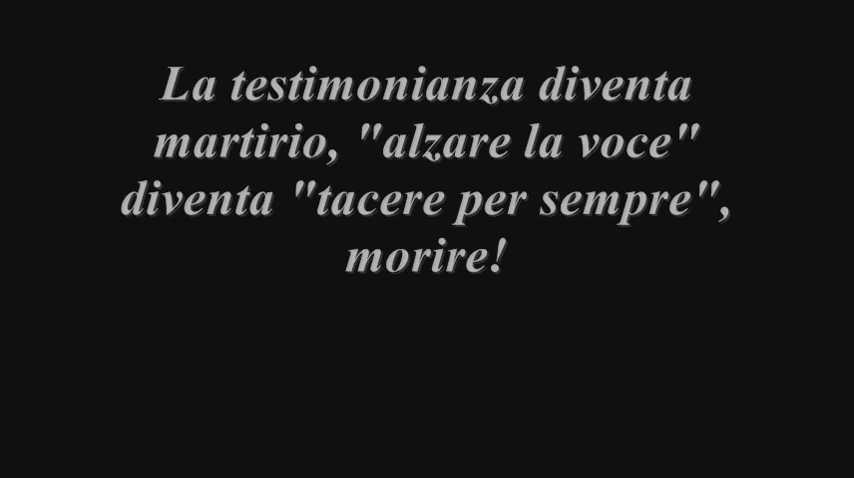 La testimonianza diventa
martirio, "alzare la voce"
diventa "tacere per sempre",
morire!